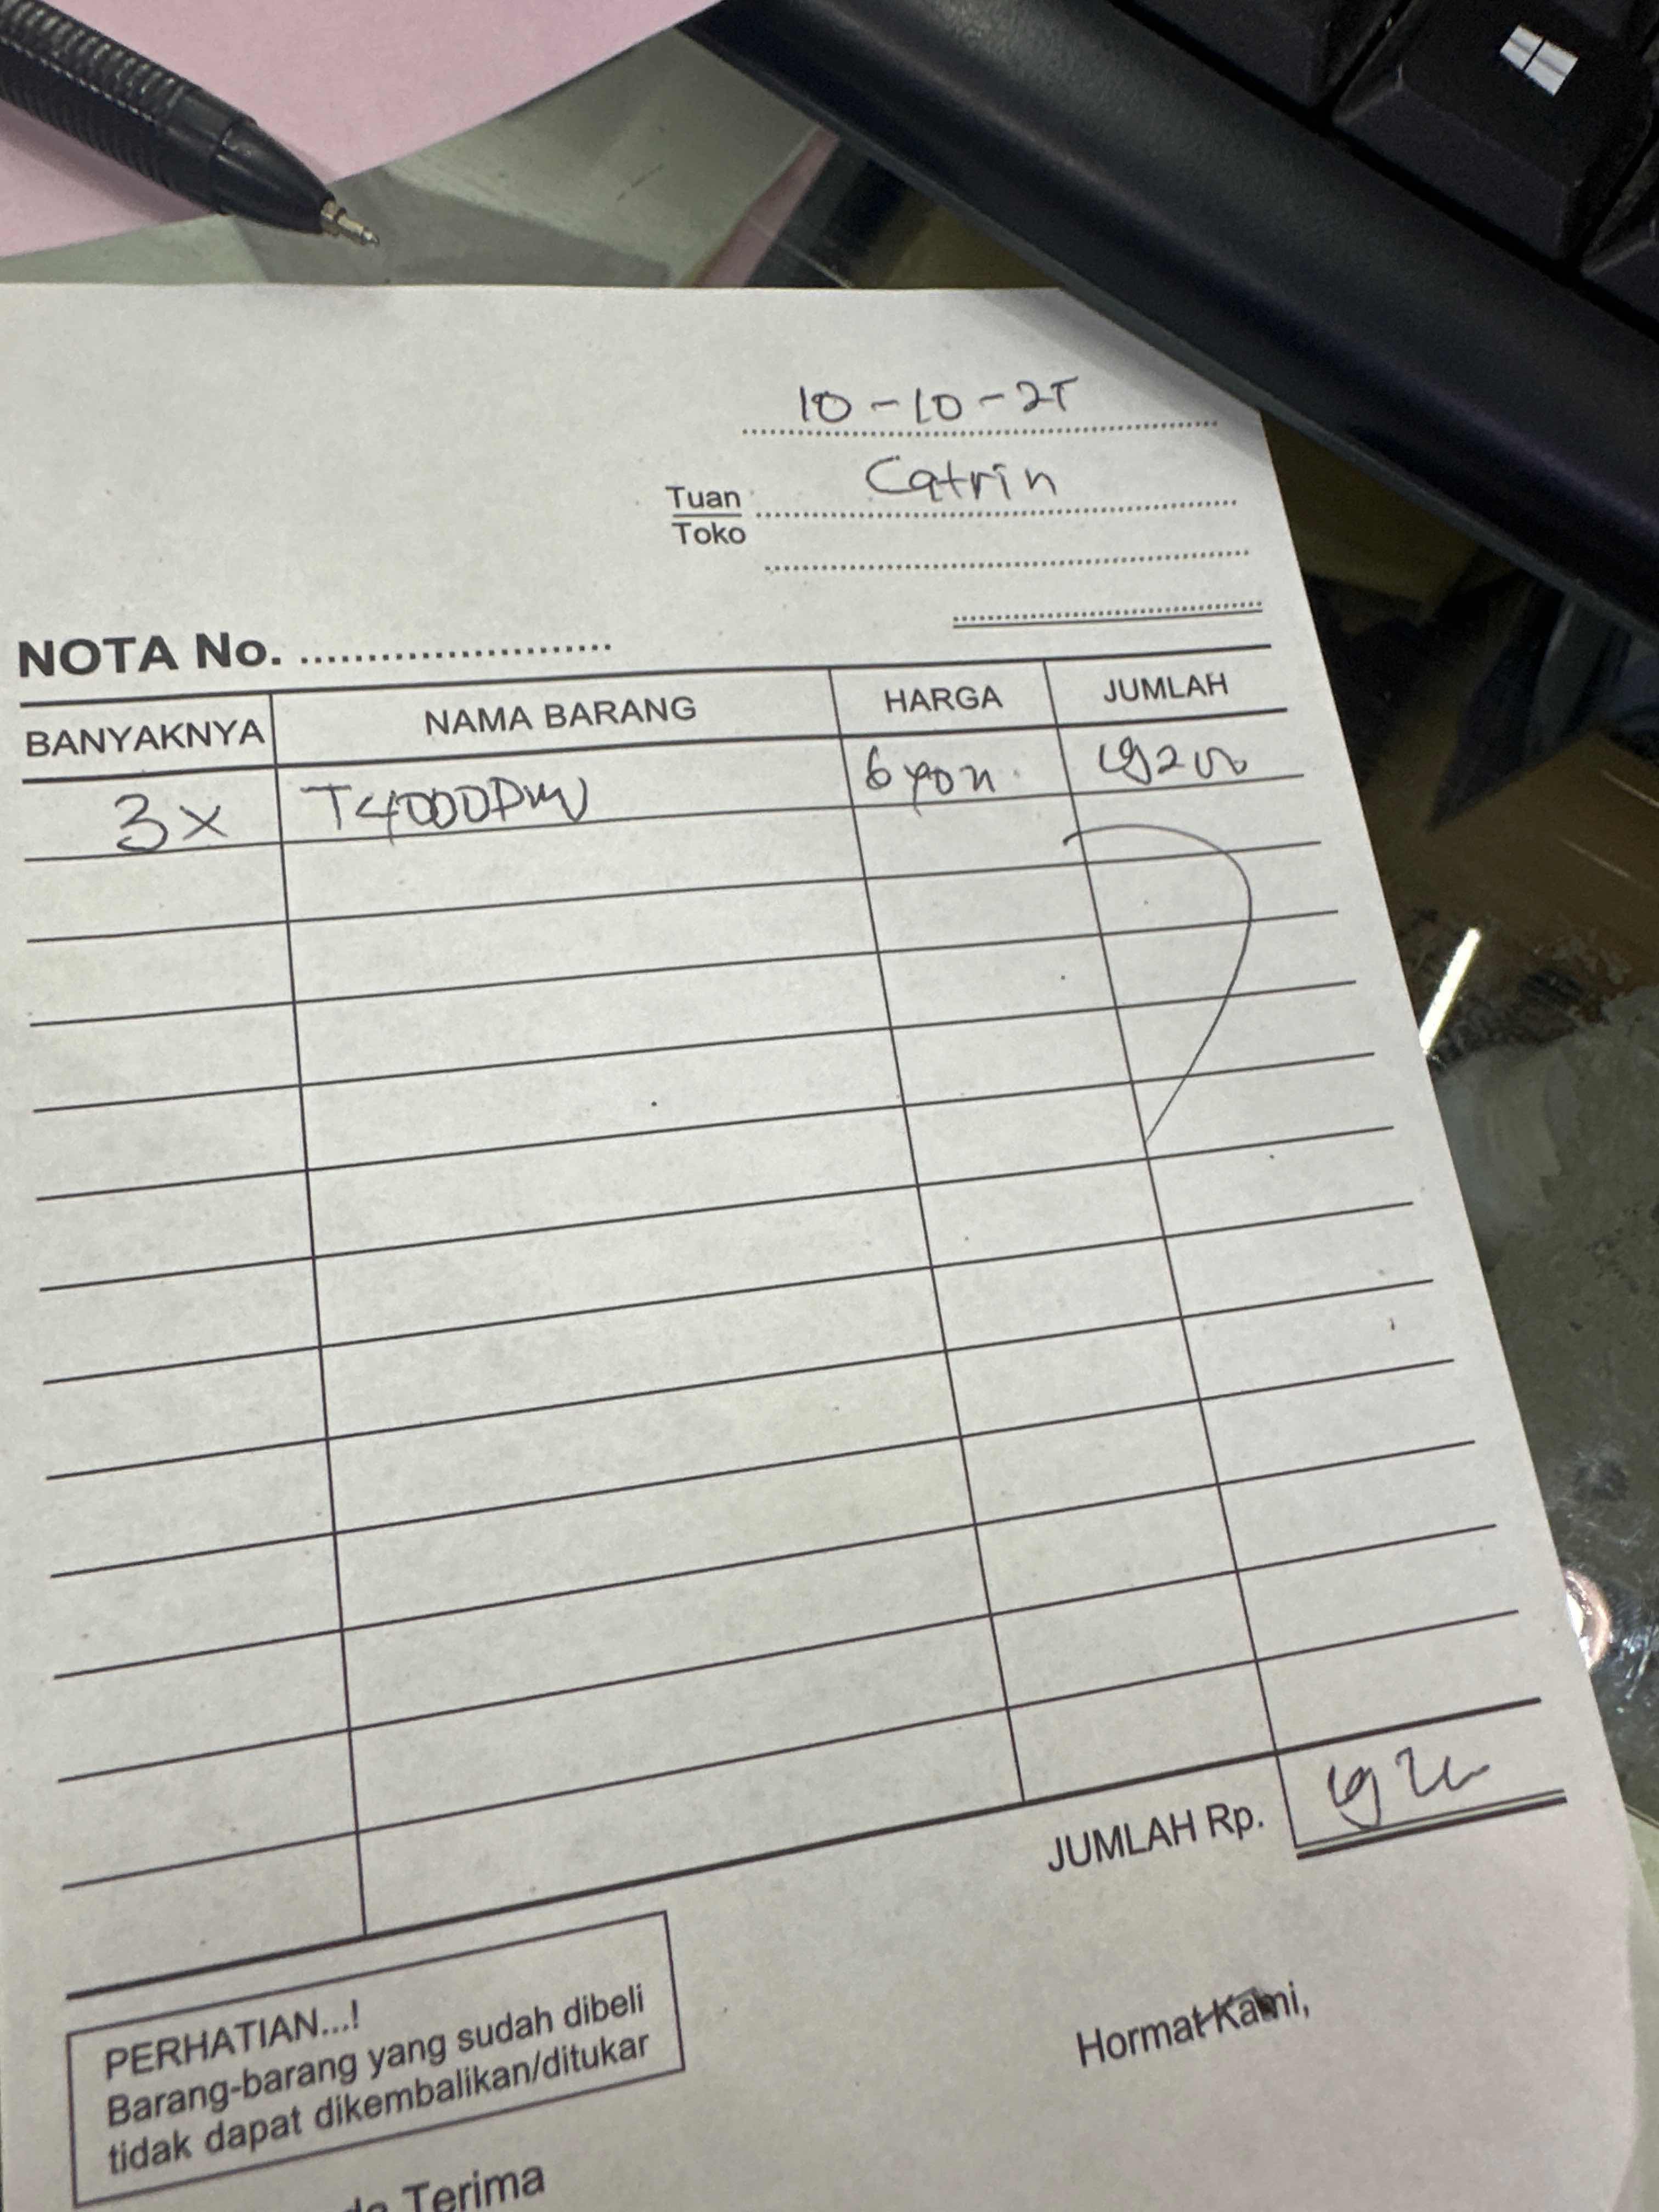 10-10-25
Catrin
Tuan
Toko
NOTA No.
BANYAKNYA NAMA BARANG HARGA JUMLAH
3x
JUMLAH Rp.
PERHATIAN...!
Barang-barang yang sudah dibeli
tidak dapat dikembalikan/ditukar
Hormat Kami,
Terima